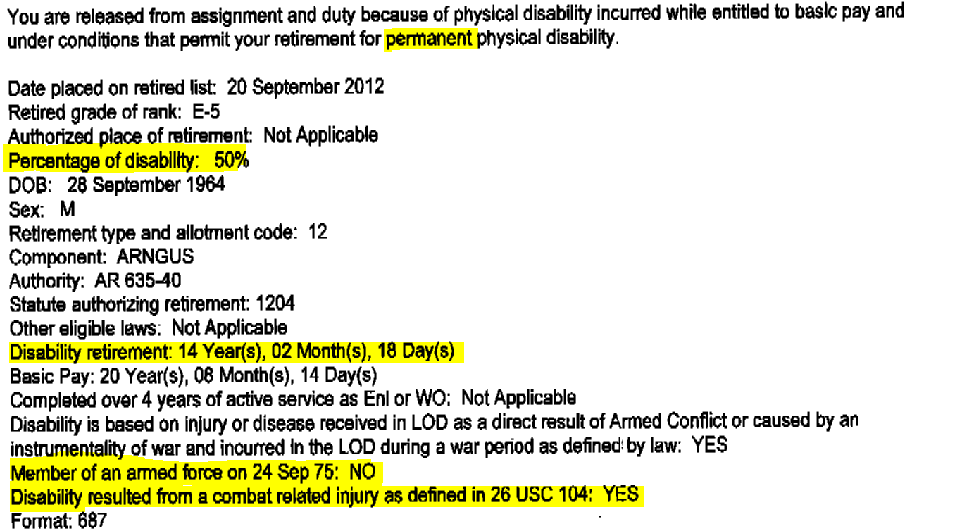 You are released from assignment and duty because of physical disability incurred while entitled to basic pay and
under conditions that permit your retirement for permanent physical disability.
Date placed on retired list: 20 September 2012
Retired grade of rank: E-5
Authorized place of retirement: Not Applicable
Percentage of disability: 50%
DOB: 28 September 1964
Sex: M
Retirement type and allotment code: 12
Component: ARNGUS
Authority: AR 635-40
Statute authorizing retirement: 1204
Other eligible laws: Not Applicable
Disability retirement: 14 Year(s), 02 Month(s), 18 Day(s)
Basic Pay: 20 Year(s), 08 Month(s), 14 Day(s)
Completed over 4 years of active service as Enl or WO: Not Applicable
Disability is based on injury or disease received in LOD as a direct result of Armed Conflict or caused by an
instrumentality of war and incurred in the LOD during a war period as defined by law: YES
Member of an armed force on 24 Sep 75: NO
Disability resulted from a combat related injury as defined in 26 USC 104: YES
Format: 687